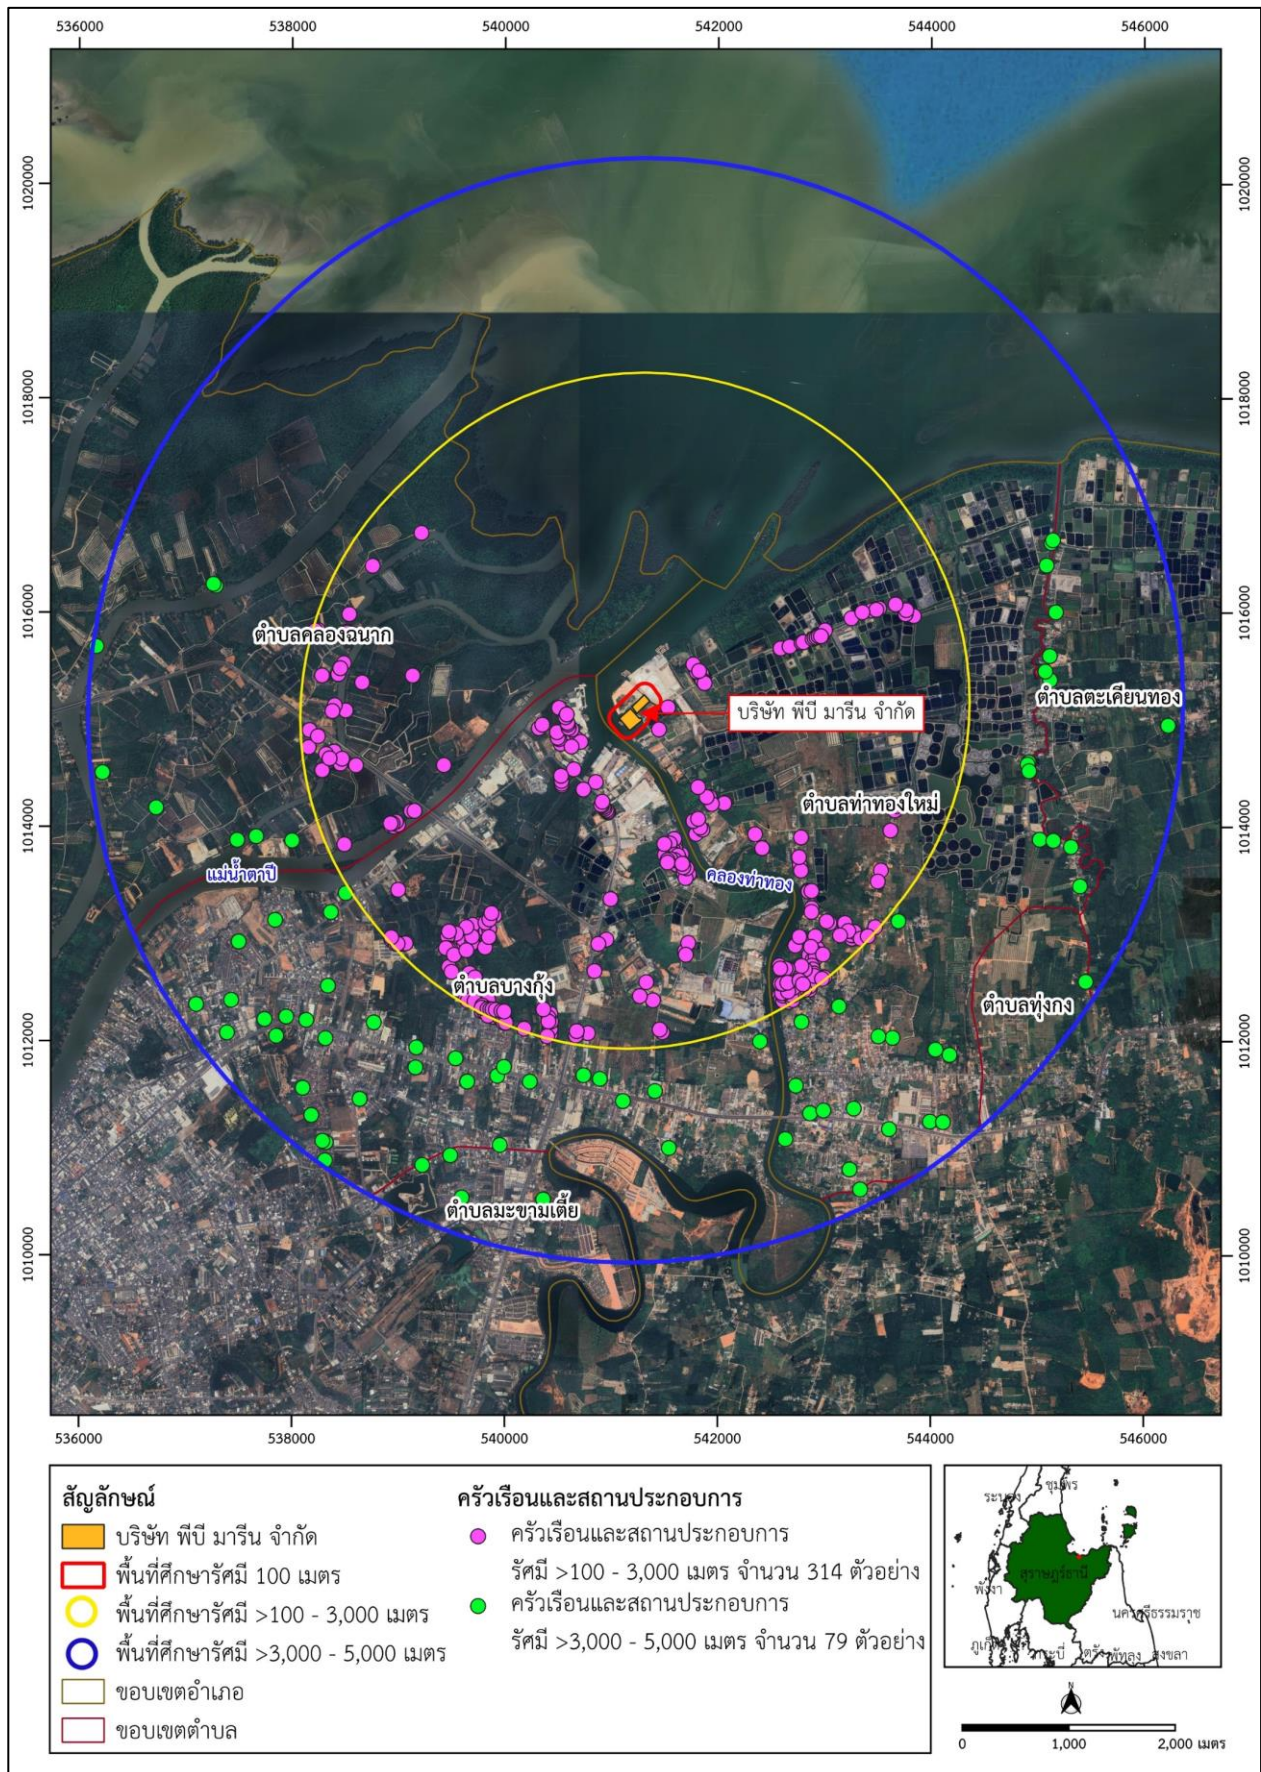 536000 538000 540000 542000 544000 546000
1020000 1020000
1018000 1018000
1016000 1016000
ตำบลคลองฉนาก
ตำบลตะเคียนทอง
บริษัท พีบี มารีน จำกัด
ตำบลท่าทองใหม่
1014000 1014000
แม่น้ำตาปี
คลองท่าทอง
ตำบลบางกุ้ง
ตำบลทุ่งกง
1012000 1012000
ตำบลมะขามเตี้ย
1010000 1010000
536000 538000 540000 542000 544000 546000
สัญลักษณ์
บริษัท พีบี มารีน จำกัด
พื้นที่ศึกษารัศมี 100 เมตร
พื้นที่ศึกษารัศมี >100 - 3,000 เมตร
พื้นที่ศึกษารัศมี >3,000 - 5,000 เมตร
ขอบเขตอำเภอ
ขอบเขตตำบล
ครัวเรือนและสถานประกอบการ
ครัวเรือนและสถานประกอบการ
รัศมี >100 - 3,000 เมตร จำนวน 314 ตัวอย่าง
ครัวเรือนและสถานประกอบการ
รัศมี >3,000 - 5,000 เมตร จำนวน 79 ตัวอย่าง
ชุมพร
ระนอง
สุราษฎร์ธานี
พังงา
นครศรีธรรมราช
ตรัง พัทลุง สงขลา
N
0 1,000 2,000 เมตร